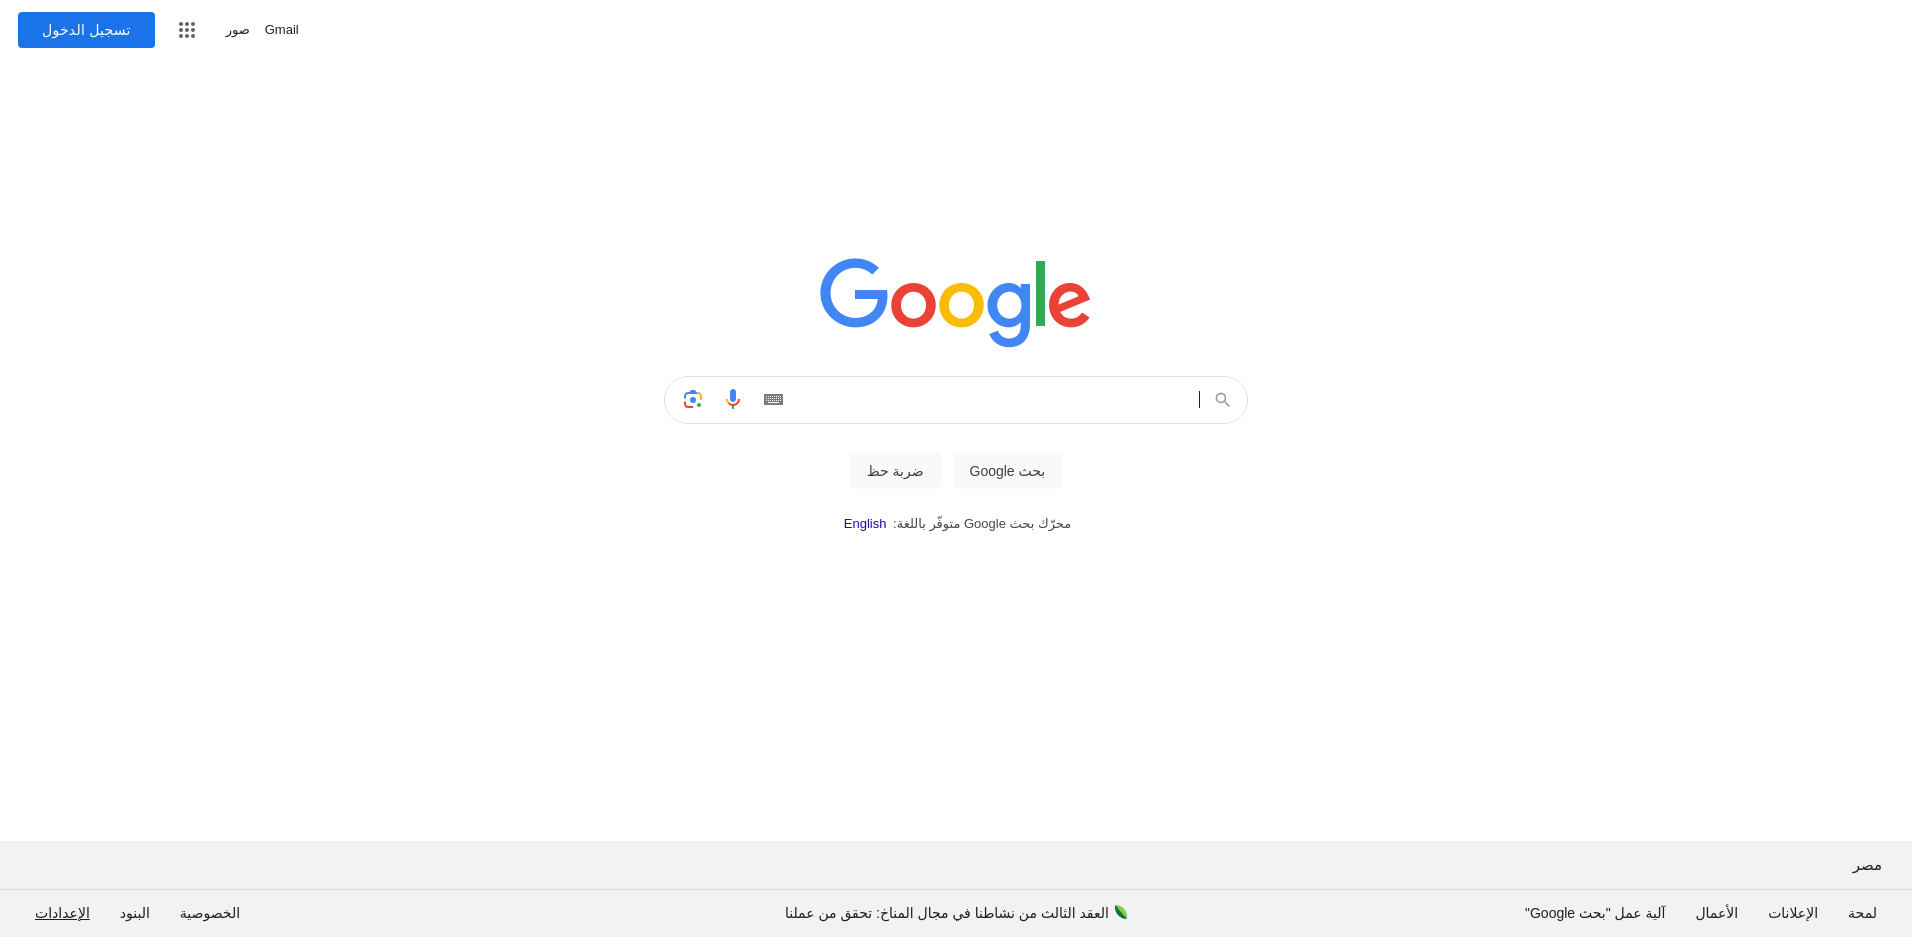 Gmail صور تسجيل الدخول
Google
بحث Google ضربة حظ
محرّك بحث Google متوفّر باللغة: English
مصر
لمحة الإعلانات الأعمال آلية عمل "بحث Google" العقد الثالث من نشاطنا في مجال المناخ: تحقق من عملنا الخصوصية البنود الإعدادات